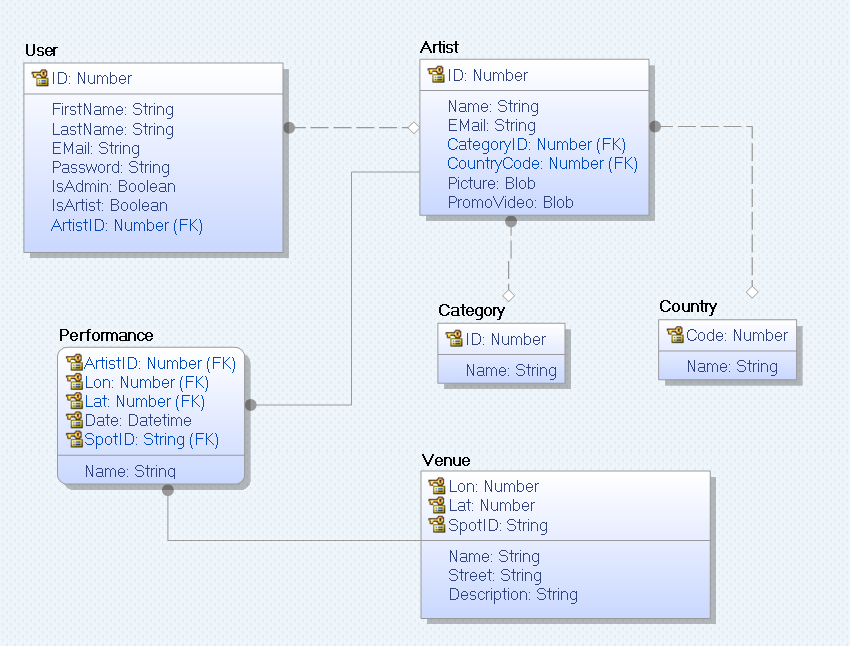 User
ID: Number
FirstName: String
LastName: String
EMail: String
Password: String
IsAdmin: Boolean
IsArtist: Boolean
ArtistID: Number (FK)
Artist
ID: Number
Name: String
EMail: String
CategoryID: Number (FK)
CountryCode: Number (FK)
Picture: Blob
PromoVideo: Blob
Category
ID: Number
Name: String
Country
Code: Number
Name: String
Performance
ArtistID: Number (FK)
Lon: Number (FK)
Lat: Number (FK)
Date: Datetime
SpotID: String (FK)
Name: String
Venue
Lon: Number
Lat: Number
SpotID: String
Name: String
Street: String
Description: String